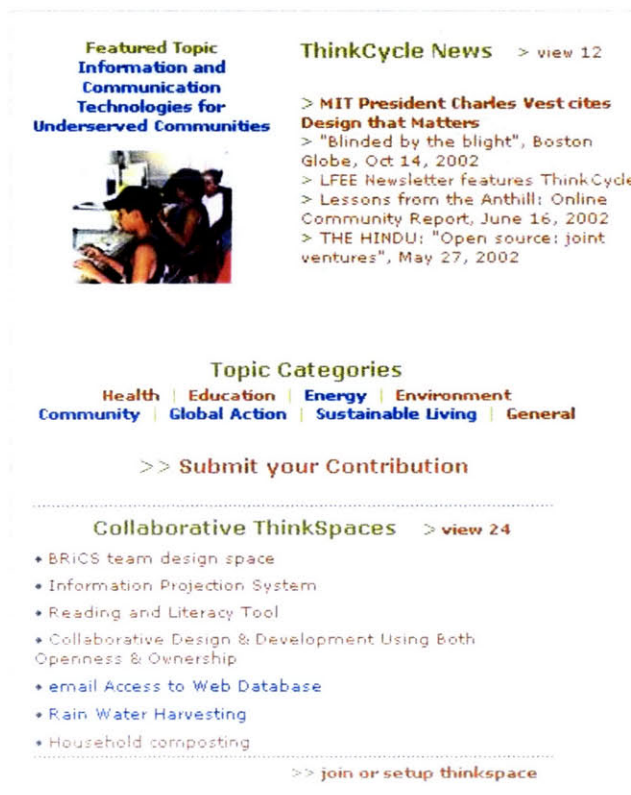 Featured Topic
Information and
Communication
Technologies for
Underserved Communities
ThinkCycle News > view 12
> MIT President Charles Vest cites
Design that Matters
> "Blinded by the blight", Boston
Globe, Oct 14, 2002
> LFEE Newsletter features ThinkCycle
> Lessons from the Anthill: Online
Community Report, June 16, 2002
> THE HINDU: "Open source: joint
ventures", May 27, 2002
Topic Categories
Health | Education | Energy | Environment
Community | Global Action | Sustainable Living | General
>> Submit your Contribution
Collaborative ThinkSpaces > view 24
• BRiCS team design space
• Information Projection System
• Reading and Literacy Tool
• Collaborative Design & Development Using Both
Openness & Ownership
• email Access to Web Database
• Rain Water Harvesting
• Household composting
>> join or setup thinkspace